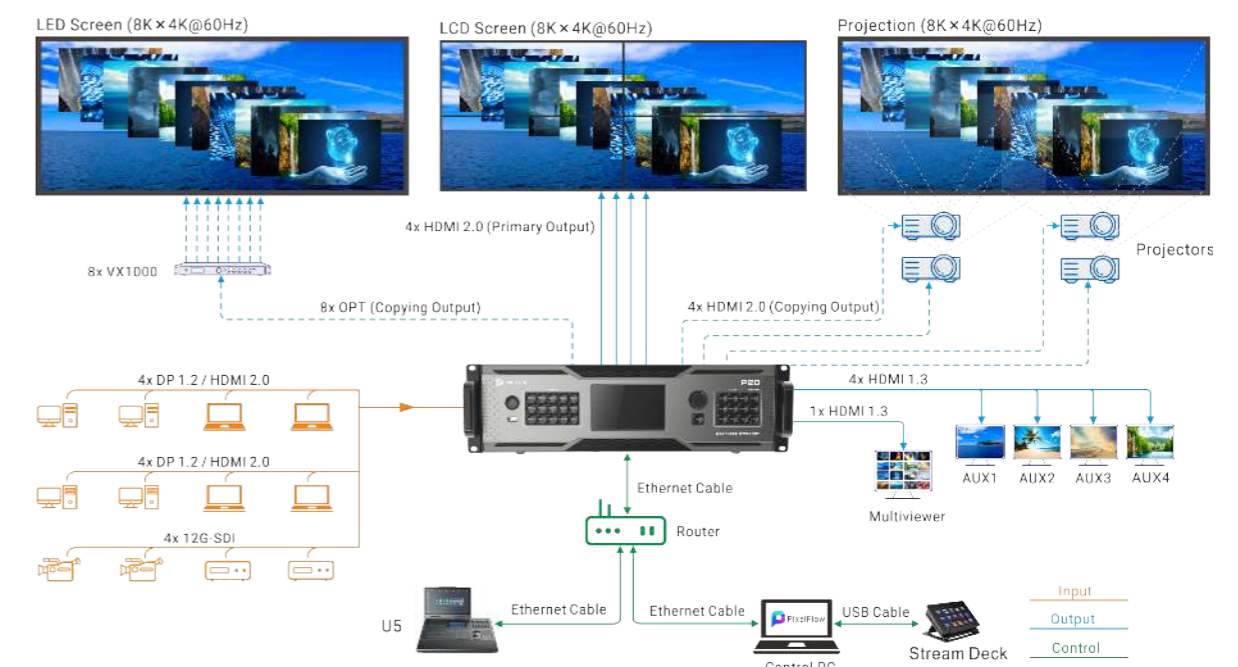 LED Screen (8K×4K@60Hz)
LCD Screen (8K×4K@60Hz)
Projection (8K×4K@60Hz)
4x HDMI 2.0 (Primary Output)
8x VX1000
Projectors
8x OPT (Copying Output)
4x HDMI 2.0 (Copying Output)
4x DP 1.2 / HDMI 2.0
P20
4x HDMI 1.3
1x HDMI 1.3
4x DP 1.2 / HDMI 2.0
AUX1
AUX2
AUX3
AUX4
Ethernet Cable
Multiviewer
Router
4x 12G-SDI
U5
Ethernet Cable
Ethernet Cable
PixelFlow
USB Cable
Input
Output
Control
Stream Deck
Control PC